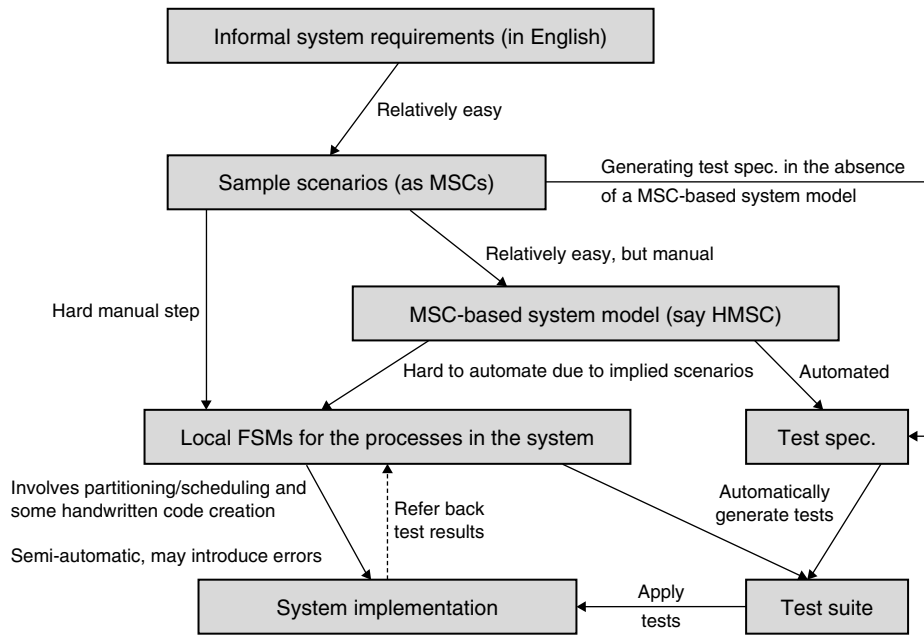 Informal system requirements (in English)
Relatively easy
Sample scenarios (as MSCs)
Generating test spec. in the absence
of a MSC-based system model
Relatively easy, but manual
Hard manual step
MSC-based system model (say HMSC)
Hard to automate due to implied scenarios
Automated
Local FSMs for the processes in the system
Test spec.
Involves partitioning/scheduling and
some handwritten code creation
Refer back
test results
Automatically
generate tests
Semi-automatic, may introduce errors
System implementation
Apply
tests
Test suite